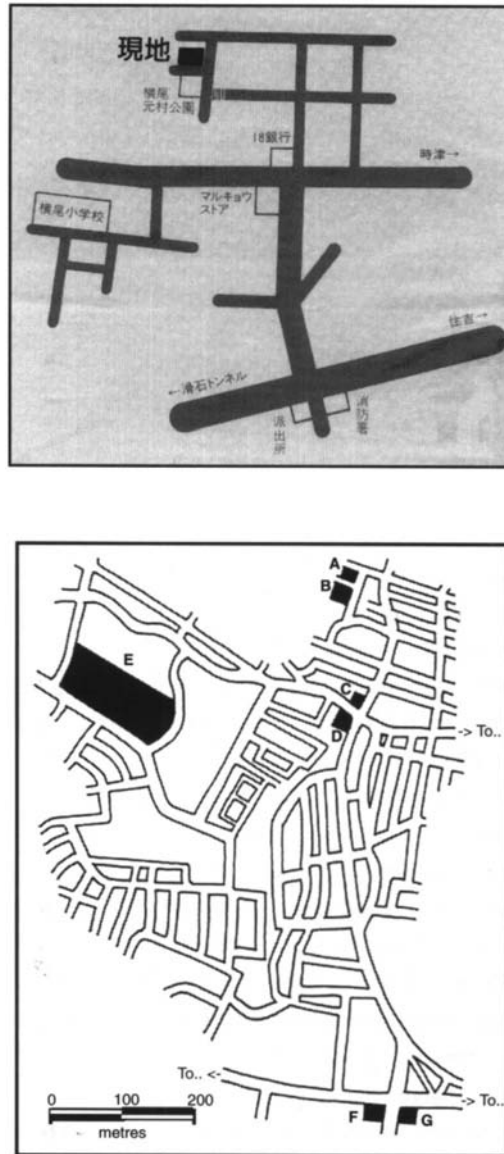 現地
横尾
元村公園
18銀行
時津→
マルキョウ
ストア
横尾小学校
住吉→
←滑石トンネル
派出所
消防署
A
B
E
C
D
-> To..
To.. <-
-> To..
0 100 200
metres
F
G